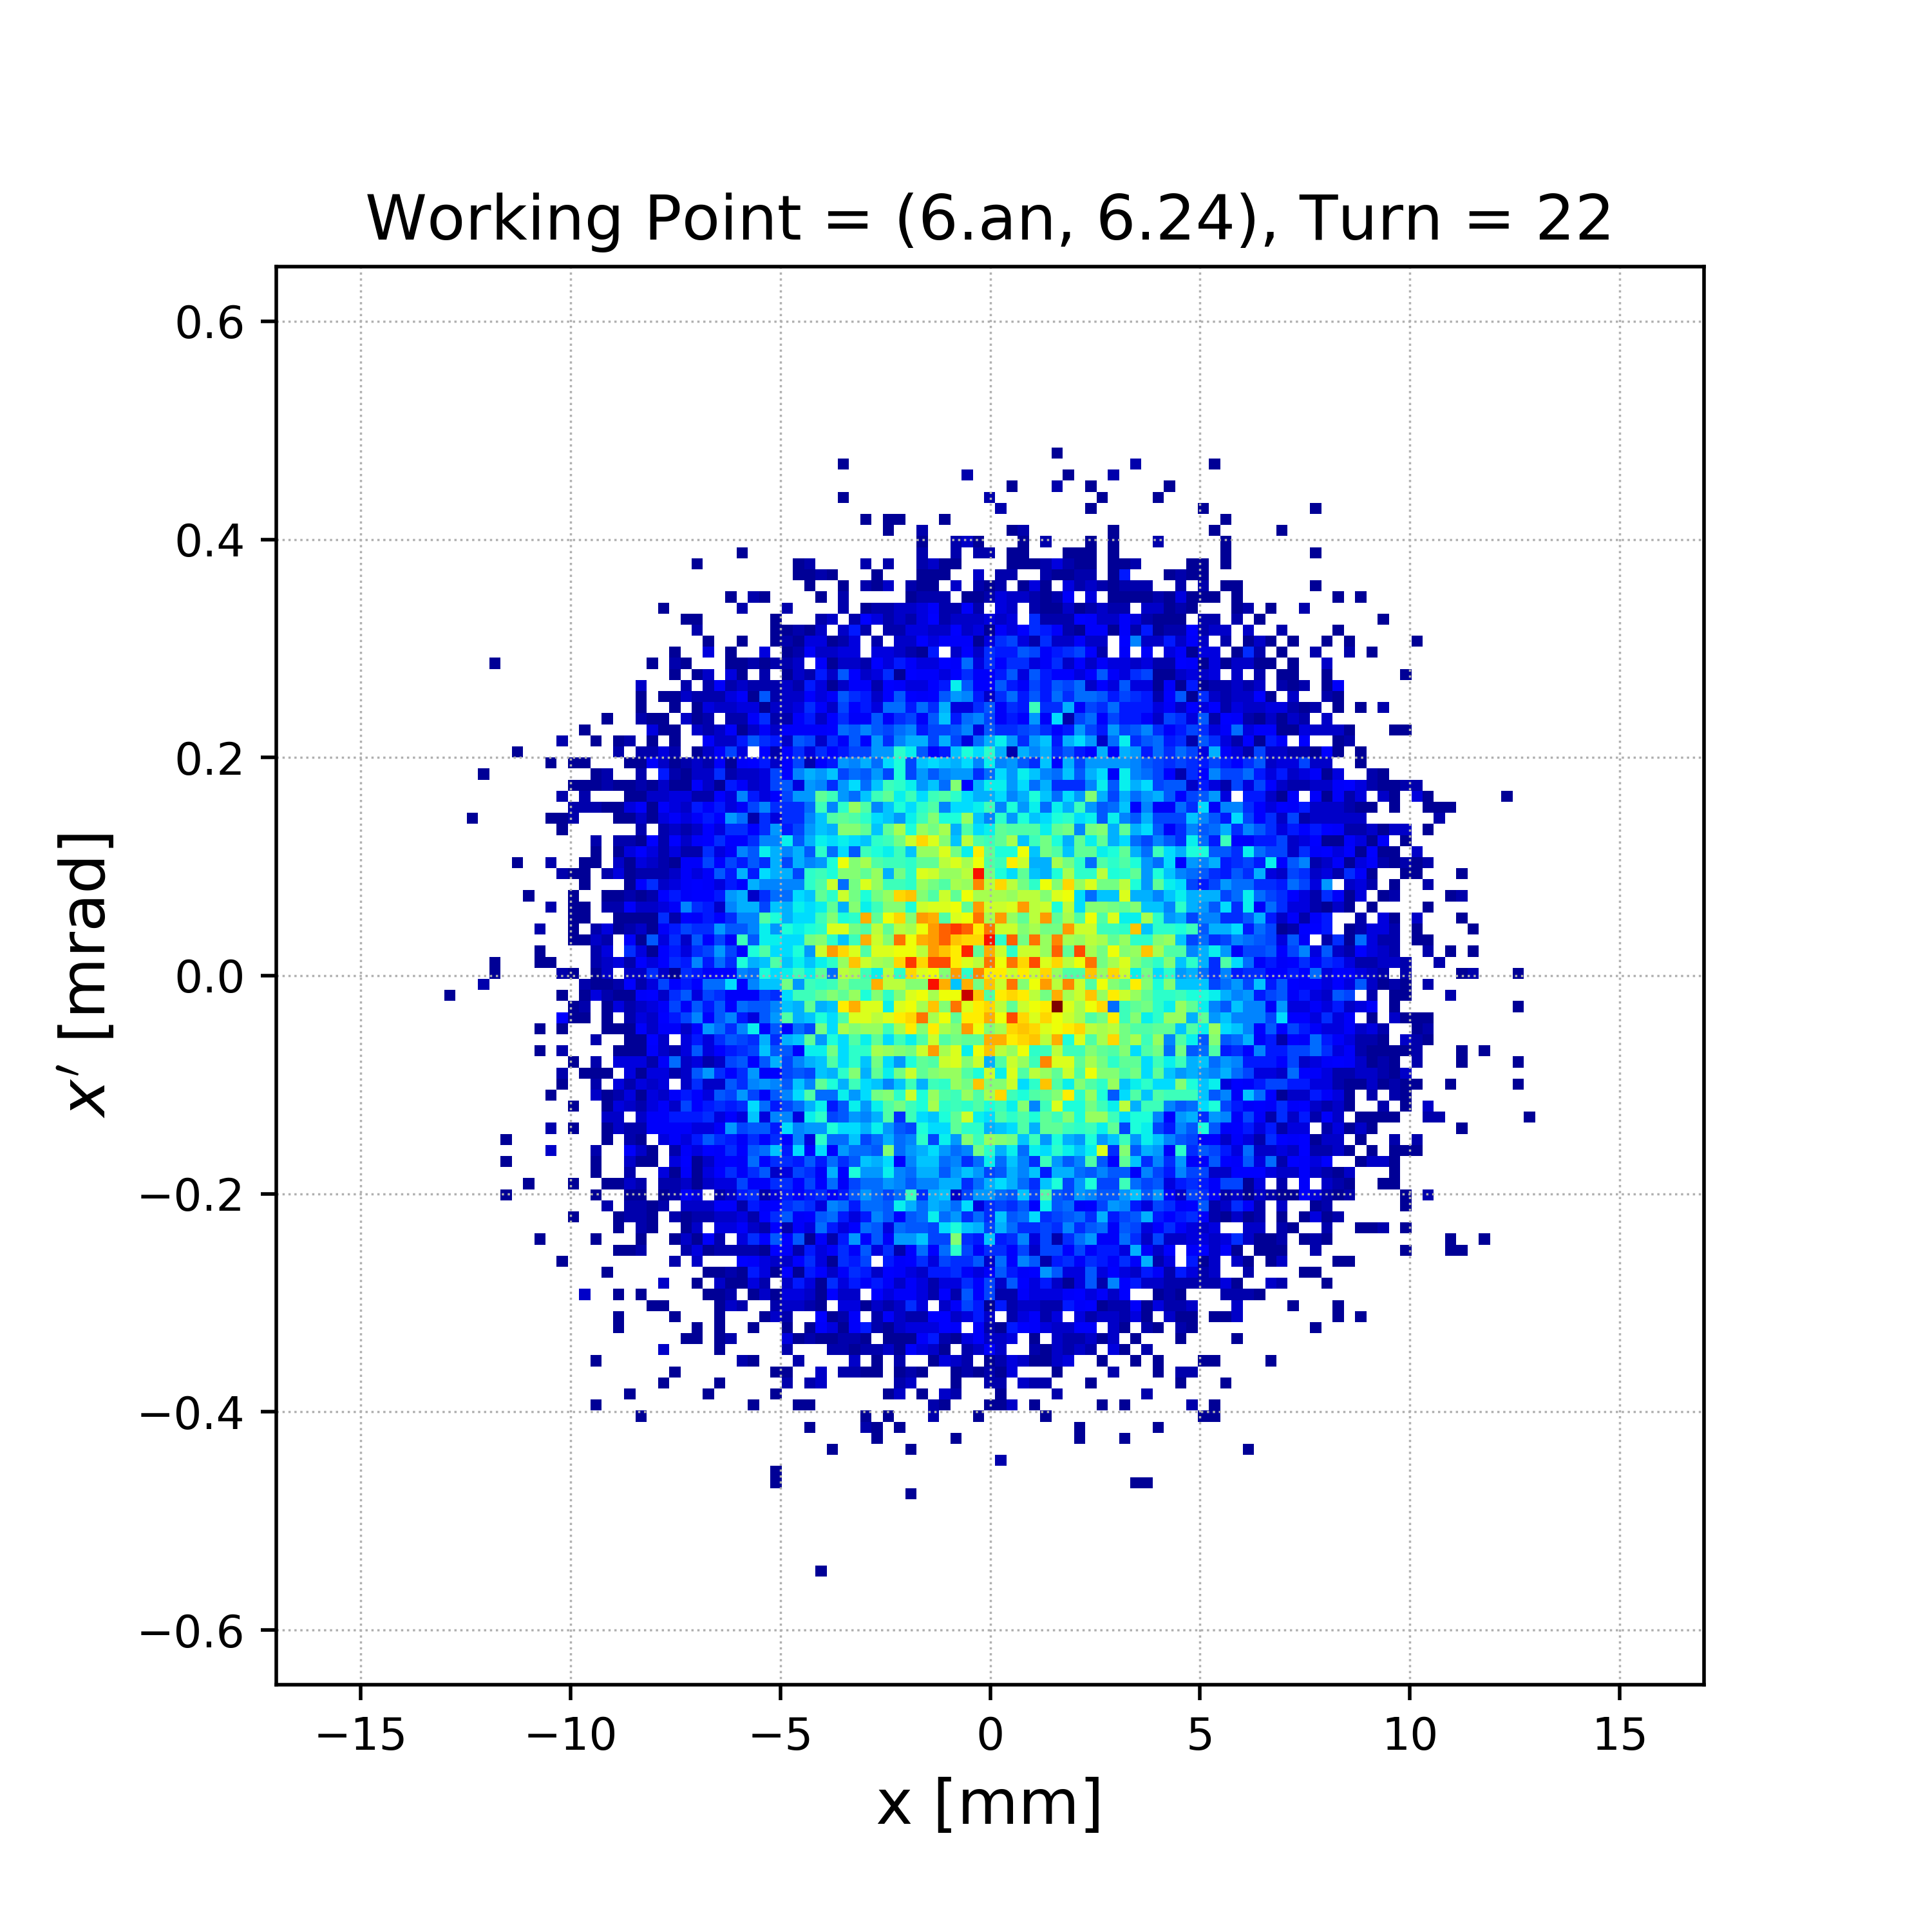 Working Point = (6.an, 6.24), Turn = 22
0.6
0.4
0.2
0.0
−0.2
−0.4
−0.6
x′ [mrad]
−15 −10 −5 0 5 10 15
x [mm]